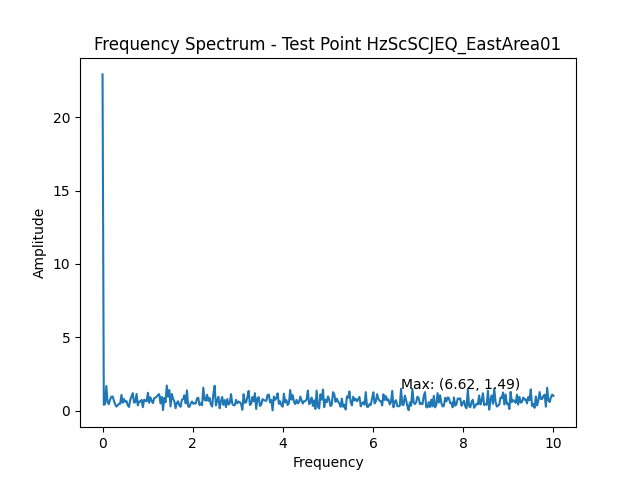 Frequency Spectrum - Test Point HzScSCJEQ_EastArea01
20
15
10
5
0
Amplitude
Max: (6.62, 1.49)
0 2 4 6 8 10
Frequency